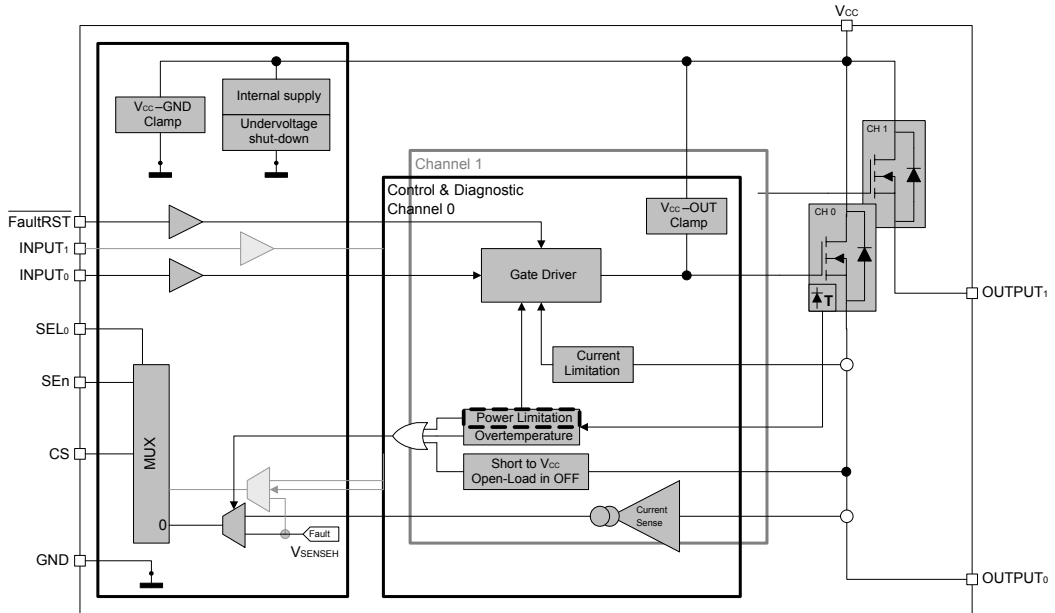 VCC
Internal supply
VCC–GND
Clamp
Undervoltage
shut-down
CH 1
Channel 1
Control & Diagnostic
Channel 0
VCC–OUT
Clamp
CH 0
FaultRST
INPUT1
INPUT0
Gate Driver
T
OUTPUT1
SEL0
Current
Limitation
SEn
Power Limitation
Overtemperature
CS
MUX
Short to VCC
Open-Load in OFF
Current
Sense
0
Fault
VSENSEH
GND
OUTPUT0